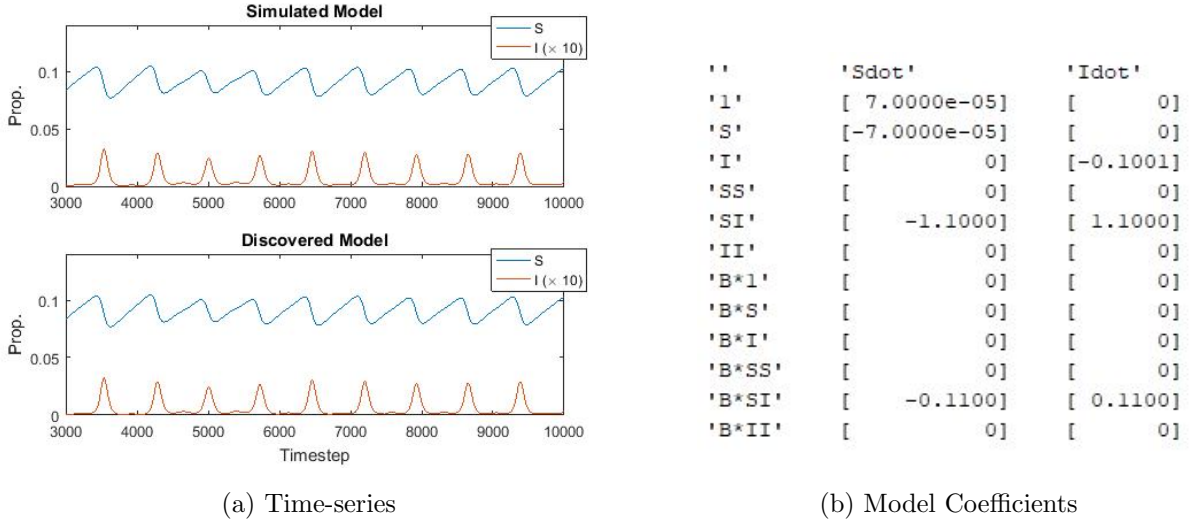 Simulated Model
S
I (× 10)
0.1
0.05
0
Prop.
3000 4000 5000 6000 7000 8000 9000 10000
Discovered Model
S
I (× 10)
0.1
0.05
0
Prop.
3000 4000 5000 6000 7000 8000 9000 10000
Timestep
(a) Time-series
'' 'Sdot' 'Idot'
'1' [ 7.0000e-05] [ 0]
'S' [-7.0000e-05] [ 0]
'I' [ 0] [-0.1001]
'SS' [ 0] [ 0]
'SI' [ -1.1000] [ 1.1000]
'II' [ 0] [ 0]
'B*1' [ 0] [ 0]
'B*S' [ 0] [ 0]
'B*I' [ 0] [ 0]
'B*SS' [ 0] [ 0]
'B*SI' [ -0.1100] [ 0.1100]
'B*II' [ 0] [ 0]
(b) Model Coefficients